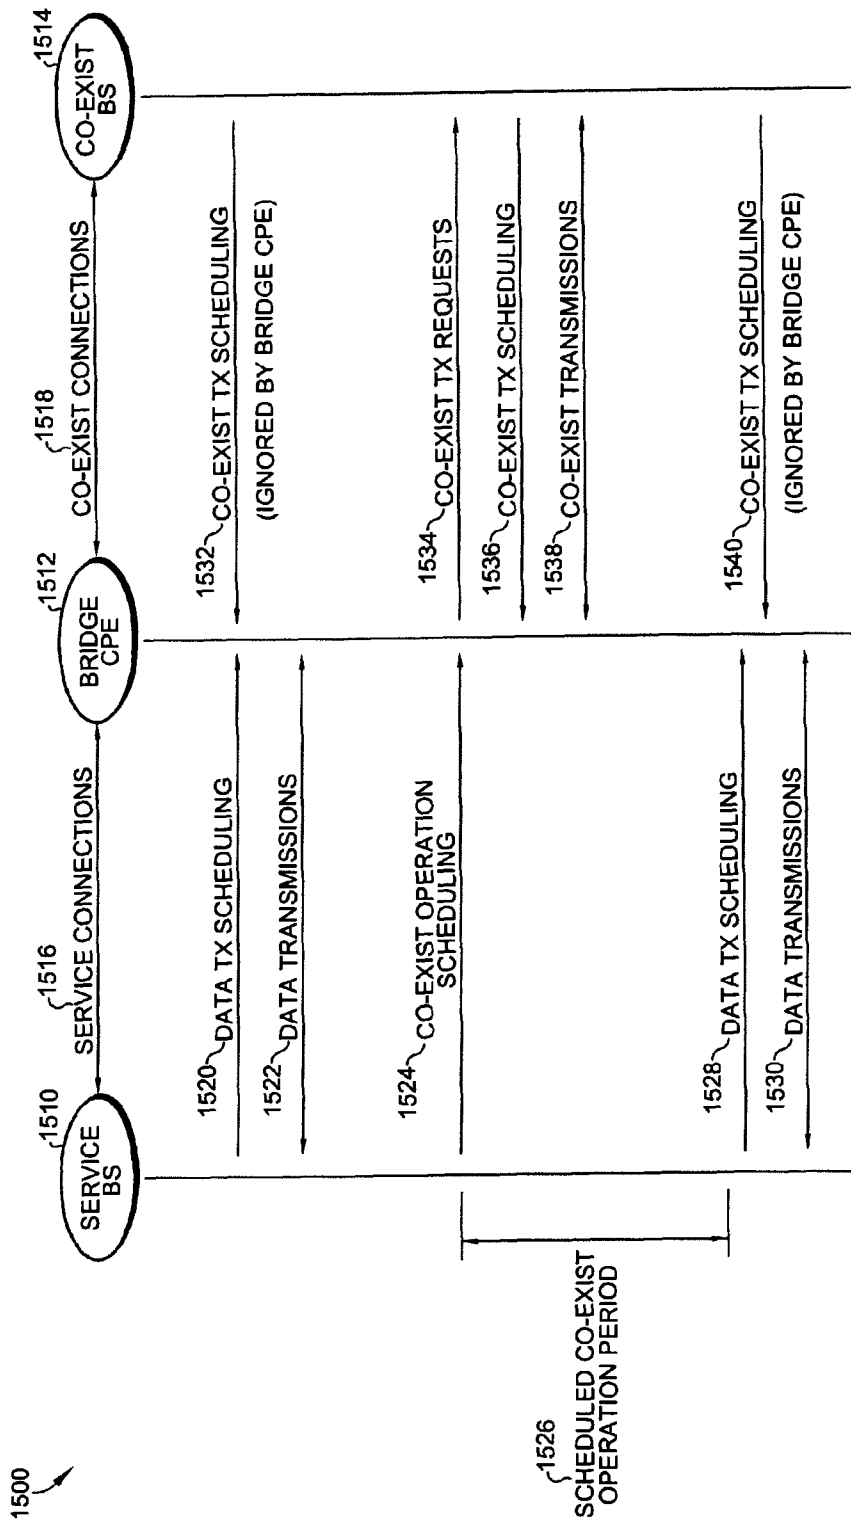 1500
1510
SERVICE
BS
1516
SERVICE CONNECTIONS
1512
BRIDGE
CPE
1518
CO-EXIST CONNECTIONS
1514
CO-EXIST
BS
1520
DATA TX SCHEDULING
1532
CO-EXIST TX SCHEDULING
(IGNORED BY BRIDGE CPE)
1522
DATA TRANSMISSIONS
1524
CO-EXIST OPERATION
SCHEDULING
1534
CO-EXIST TX REQUESTS
1536
CO-EXIST TX SCHEDULING
1538
CO-EXIST TRANSMISSIONS
1526
SCHEDULED CO-EXIST
OPERATION PERIOD
1528
DATA TX SCHEDULING
1540
CO-EXIST TX SCHEDULING
(IGNORED BY BRIDGE CPE)
1530
DATA TRANSMISSIONS